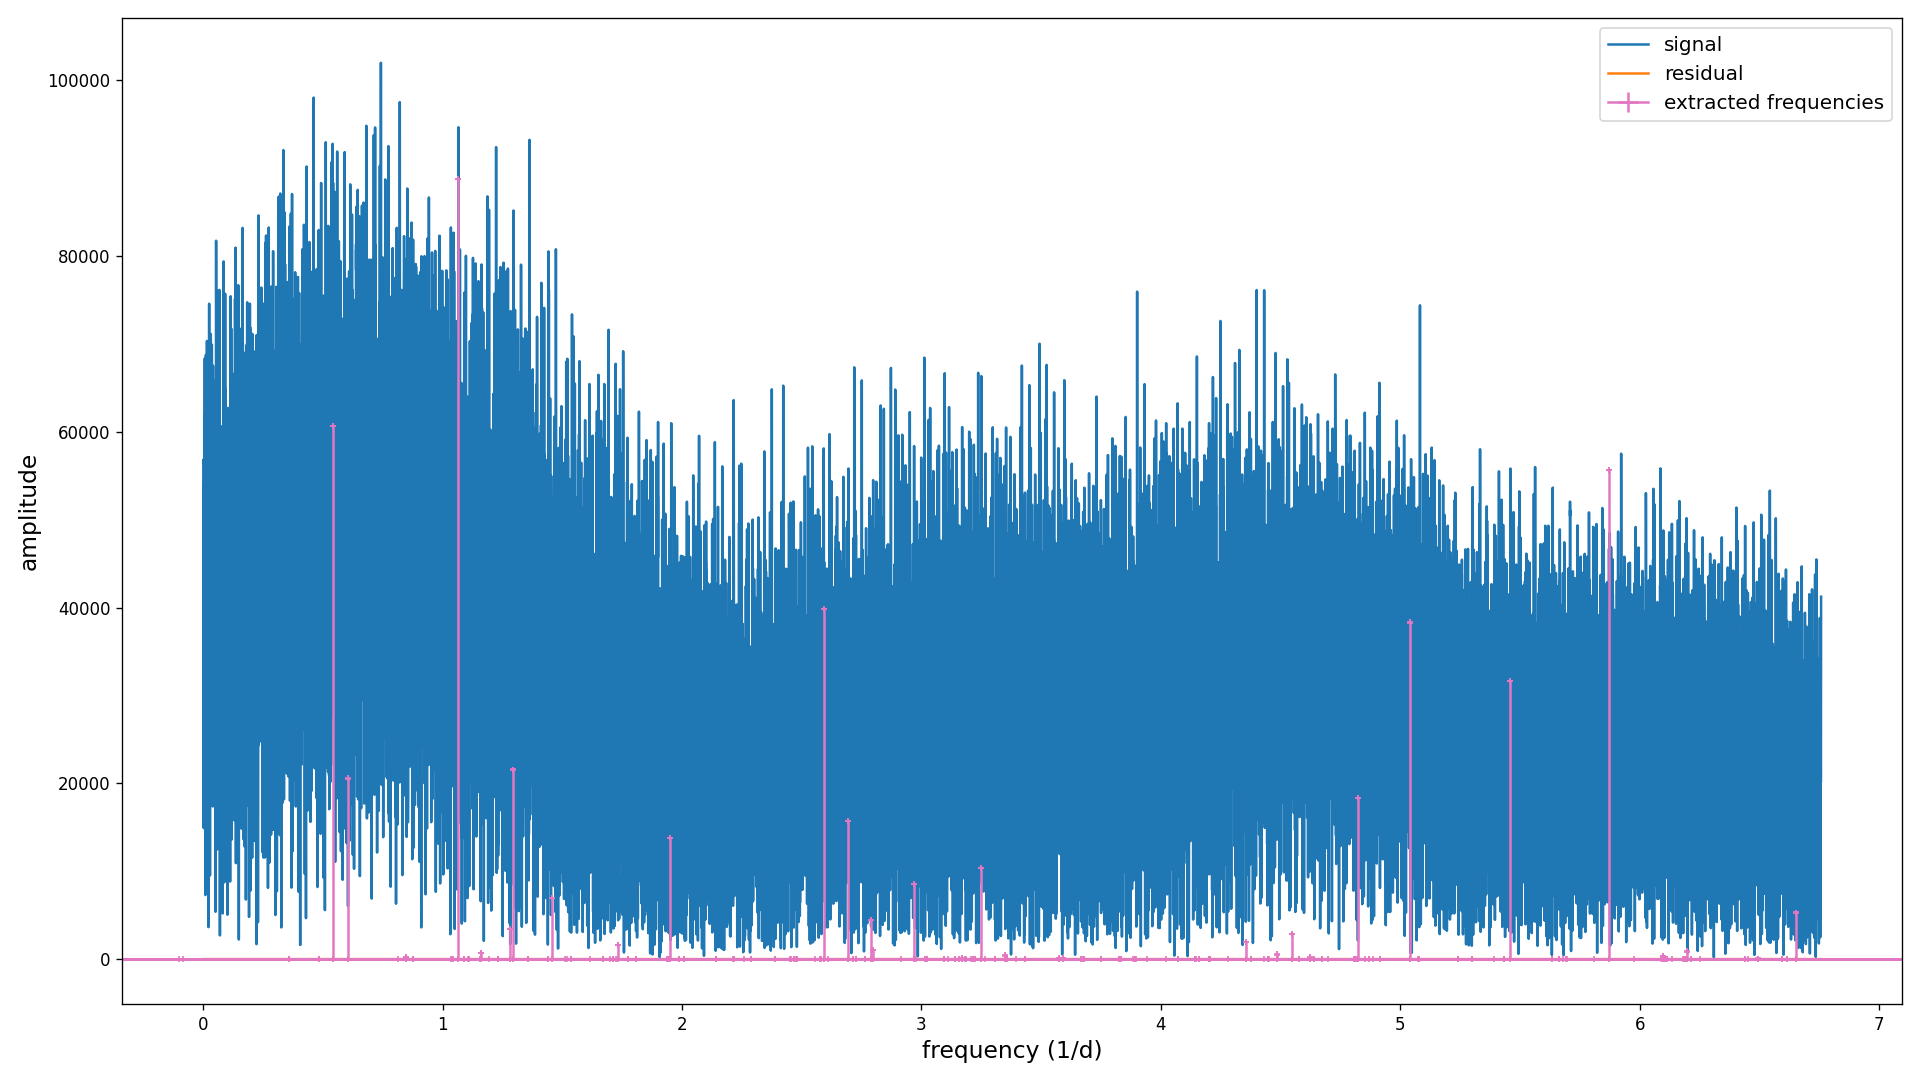 signal
residual
extracted frequencies
100000
80000
60000
40000
20000
0
amplitude
0 1 2 3 4 5 6 7
frequency (1/d)